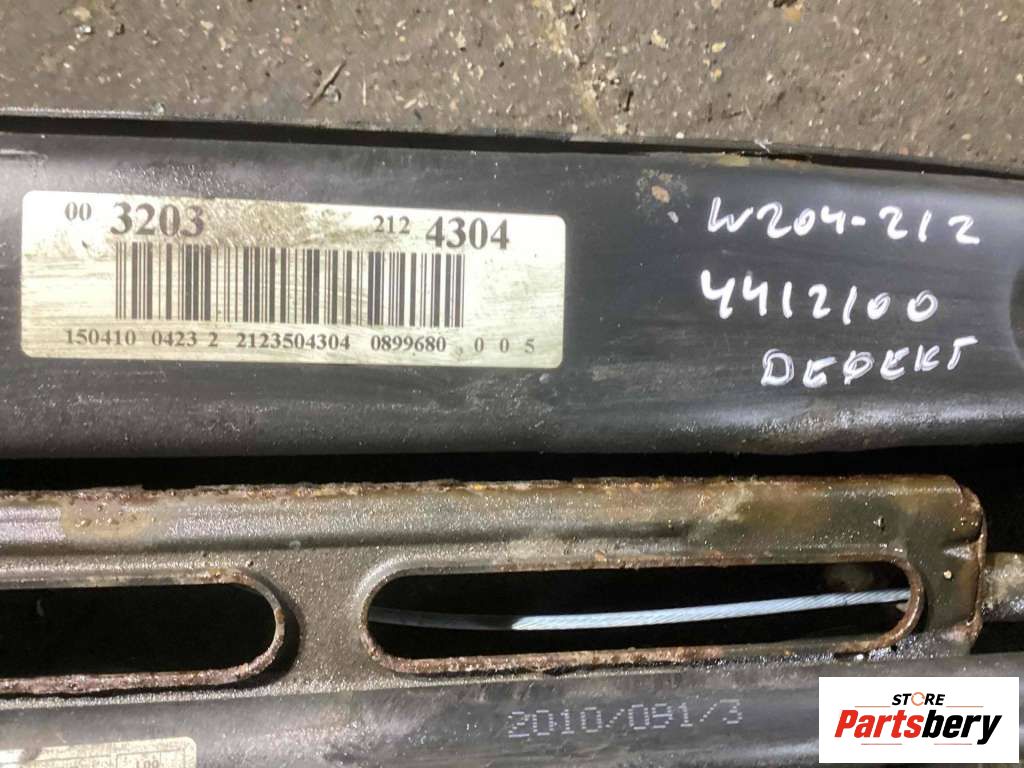 00 3203 212 4304
150410 0423 2 2123504304 0899680 0 0 5
W204-212
4412100
DEФEKT
2010/091/3
STORE
Partsbery